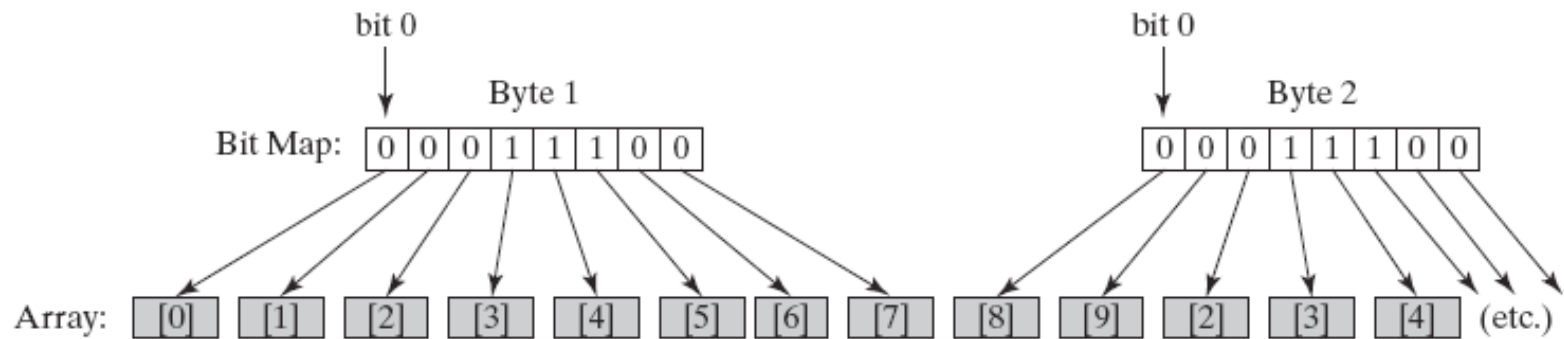 bit 0 bit 0
Byte 1 Byte 2
Bit Map: 0 0 0 1 1 1 0 0 0 0 0 1 1 1 0 0
Array: [0] [1] [2] [3] [4] [5] [6] [7] [8] [9] [2] [3] [4] (etc.)